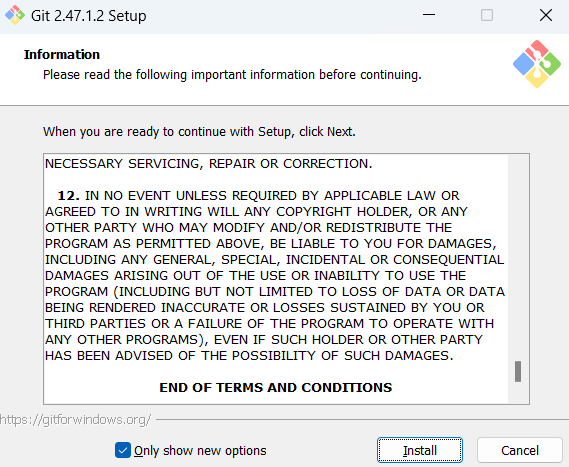 Git 2.47.1.2 Setup
Information
Please read the following important information before continuing.
When you are ready to continue with Setup, click Next.
NECESSARY SERVICING, REPAIR OR CORRECTION.
12. IN NO EVENT UNLESS REQUIRED BY APPLICABLE LAW OR
AGREED TO IN WRITING WILL ANY COPYRIGHT HOLDER, OR ANY
OTHER PARTY WHO MAY MODIFY AND/OR REDISTRIBUTE THE
PROGRAM AS PERMITTED ABOVE, BE LIABLE TO YOU FOR DAMAGES,
INCLUDING ANY GENERAL, SPECIAL, INCIDENTAL OR CONSEQUENTIAL
DAMAGES ARISING OUT OF THE USE OR INABILITY TO USE THE
PROGRAM (INCLUDING BUT NOT LIMITED TO LOSS OF DATA OR DATA
BEING RENDERED INACCURATE OR LOSSES SUSTAINED BY YOU OR
THIRD PARTIES OR A FAILURE OF THE PROGRAM TO OPERATE WITH
ANY OTHER PROGRAMS), EVEN IF SUCH HOLDER OR OTHER PARTY
HAS BEEN ADVISED OF THE POSSIBILITY OF SUCH DAMAGES.
END OF TERMS AND CONDITIONS
https://gitforwindows.org/
Only show new options
Install
Cancel